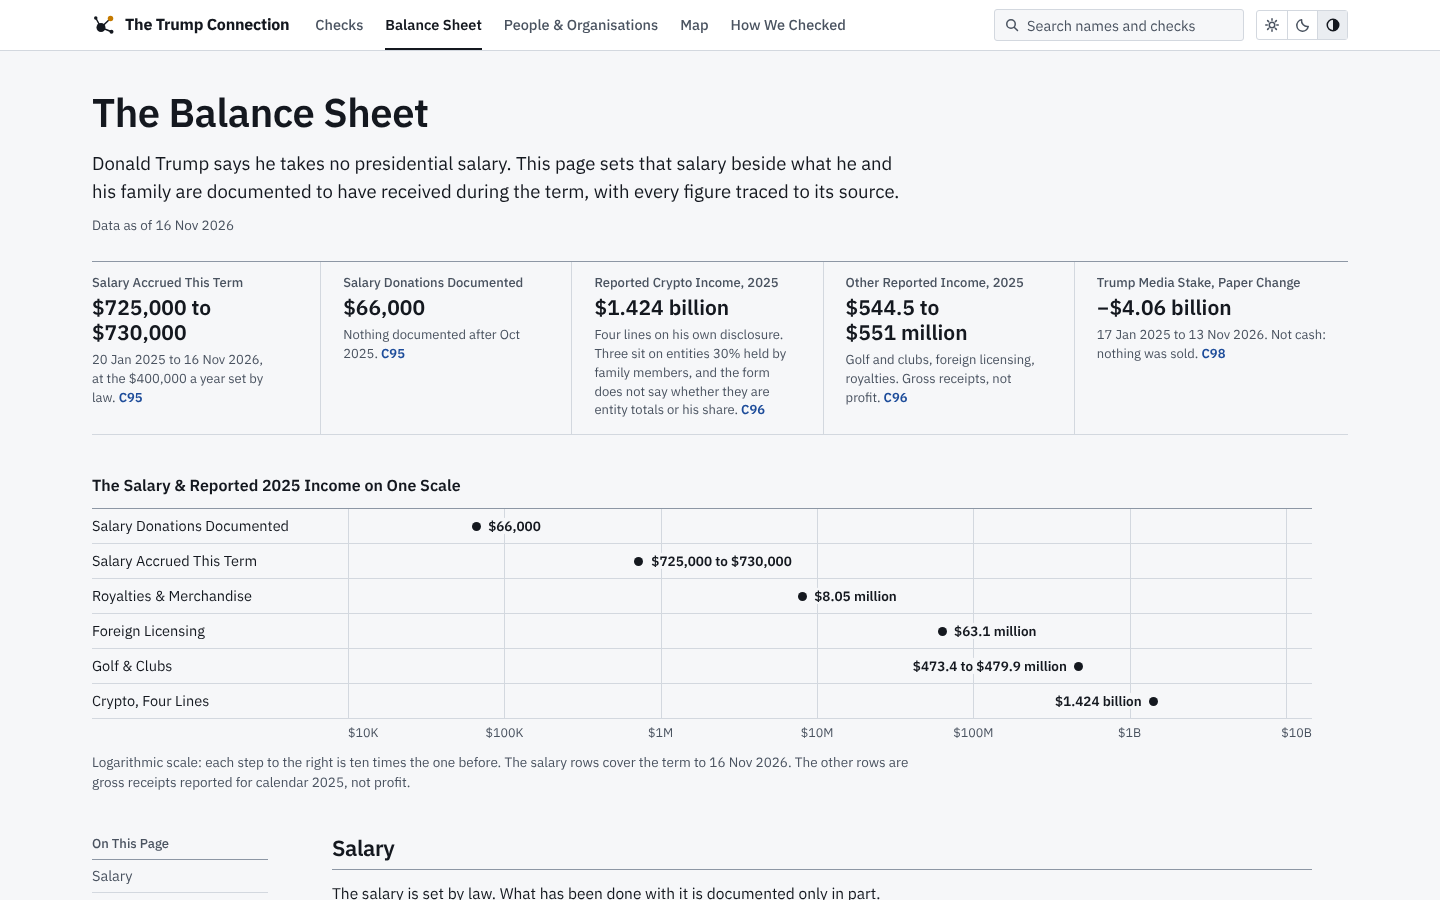 The Trump Connection
Checks
Balance Sheet
People & Organisations
Map
How We Checked
Search names and checks
The Balance Sheet
Donald Trump says he takes no presidential salary. This page sets that salary beside what he and
his family are documented to have received during the term, with every figure traced to its source.
Data as of 16 Nov 2026
Salary Accrued This Term
$725,000 to
$730,000
20 Jan 2025 to 16 Nov 2026,
at the $400,000 a year set by
law. C95
Salary Donations Documented
$66,000
Nothing documented after Oct
2025. C95
Reported Crypto Income, 2025
$1.424 billion
Four lines on his own disclosure.
Three sit on entities 30% held by
family members, and the form
does not say whether they are
entity totals or his share. C96
Other Reported Income, 2025
$544.5 to
$551 million
Golf and clubs, foreign licensing,
royalties. Gross receipts, not
profit. C96
Trump Media Stake, Paper Change
−$4.06 billion
17 Jan 2025 to 13 Nov 2026. Not cash:
nothing was sold. C98
The Salary & Reported 2025 Income on One Scale
Salary Donations Documented
$66,000
Salary Accrued This Term
$725,000 to $730,000
Royalties & Merchandise
$8.05 million
Foreign Licensing
$63.1 million
Golf & Clubs
$473.4 to $479.9 million
Crypto, Four Lines
$1.424 billion
$10K
$100K
$1M
$10M
$100M
$1B
$10B
Logarithmic scale: each step to the right is ten times the one before. The salary rows cover the term to 16 Nov 2026. The other rows are
gross receipts reported for calendar 2025, not profit.
On This Page
Salary
Salary
The salary is set by law. What has been done with it is documented only in part.